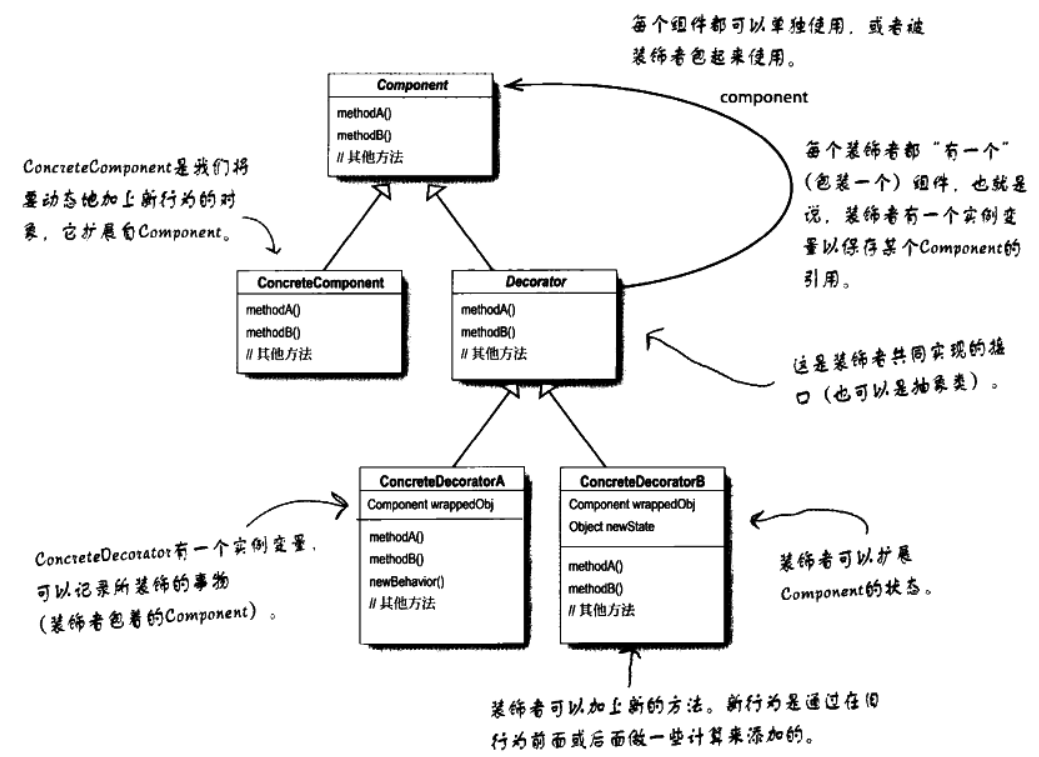 每个组件都可以单独使用，或者被
装饰者包起来使用。
component
Component
methodA()
methodB()
// 其他方法
ConcreteComponent是我们将
要动态地加上新行为的对
象，它扩展自Component。
每个装饰者都“有一个”
（包装一个）组件，也就是
说，装饰者有一个实例变
量以保存某个Component的
引用。
ConcreteComponent
methodA()
methodB()
// 其他方法
Decorator
methodA()
methodB()
// 其他方法
这是装饰者共同实现的接
口（也可以是抽象类）。
ConcreteDecoratorA
Component wrappedObj
methodA()
methodB()
newBehavior()
// 其他方法
ConcreteDecoratorB
Component wrappedObj
Object newState
methodA()
methodB()
// 其他方法
ConcreteDecorator有一个实例变量，
可以记录所装饰的事物
（装饰者包着的Component）。
装饰者可以扩展
Component的状态。
装饰者可以加上新的方法。新行为是通过在旧
行为前面或后面做一些计算来添加的。